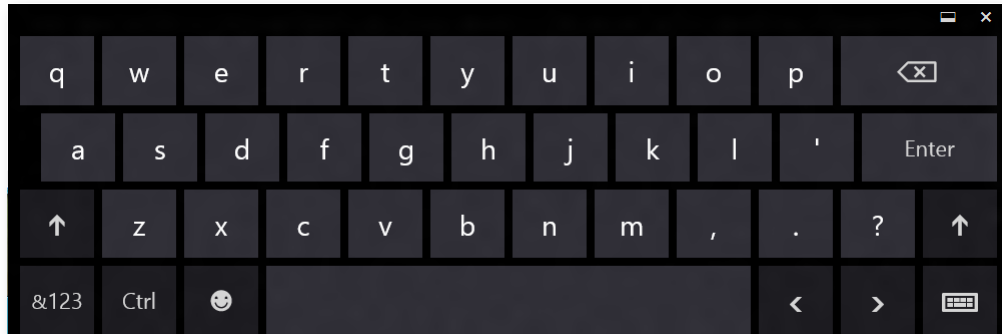 q w e r t y u i o p
a s d f g h j k l ' Enter
z x c v b n m , . ?
&123 Ctrl < >